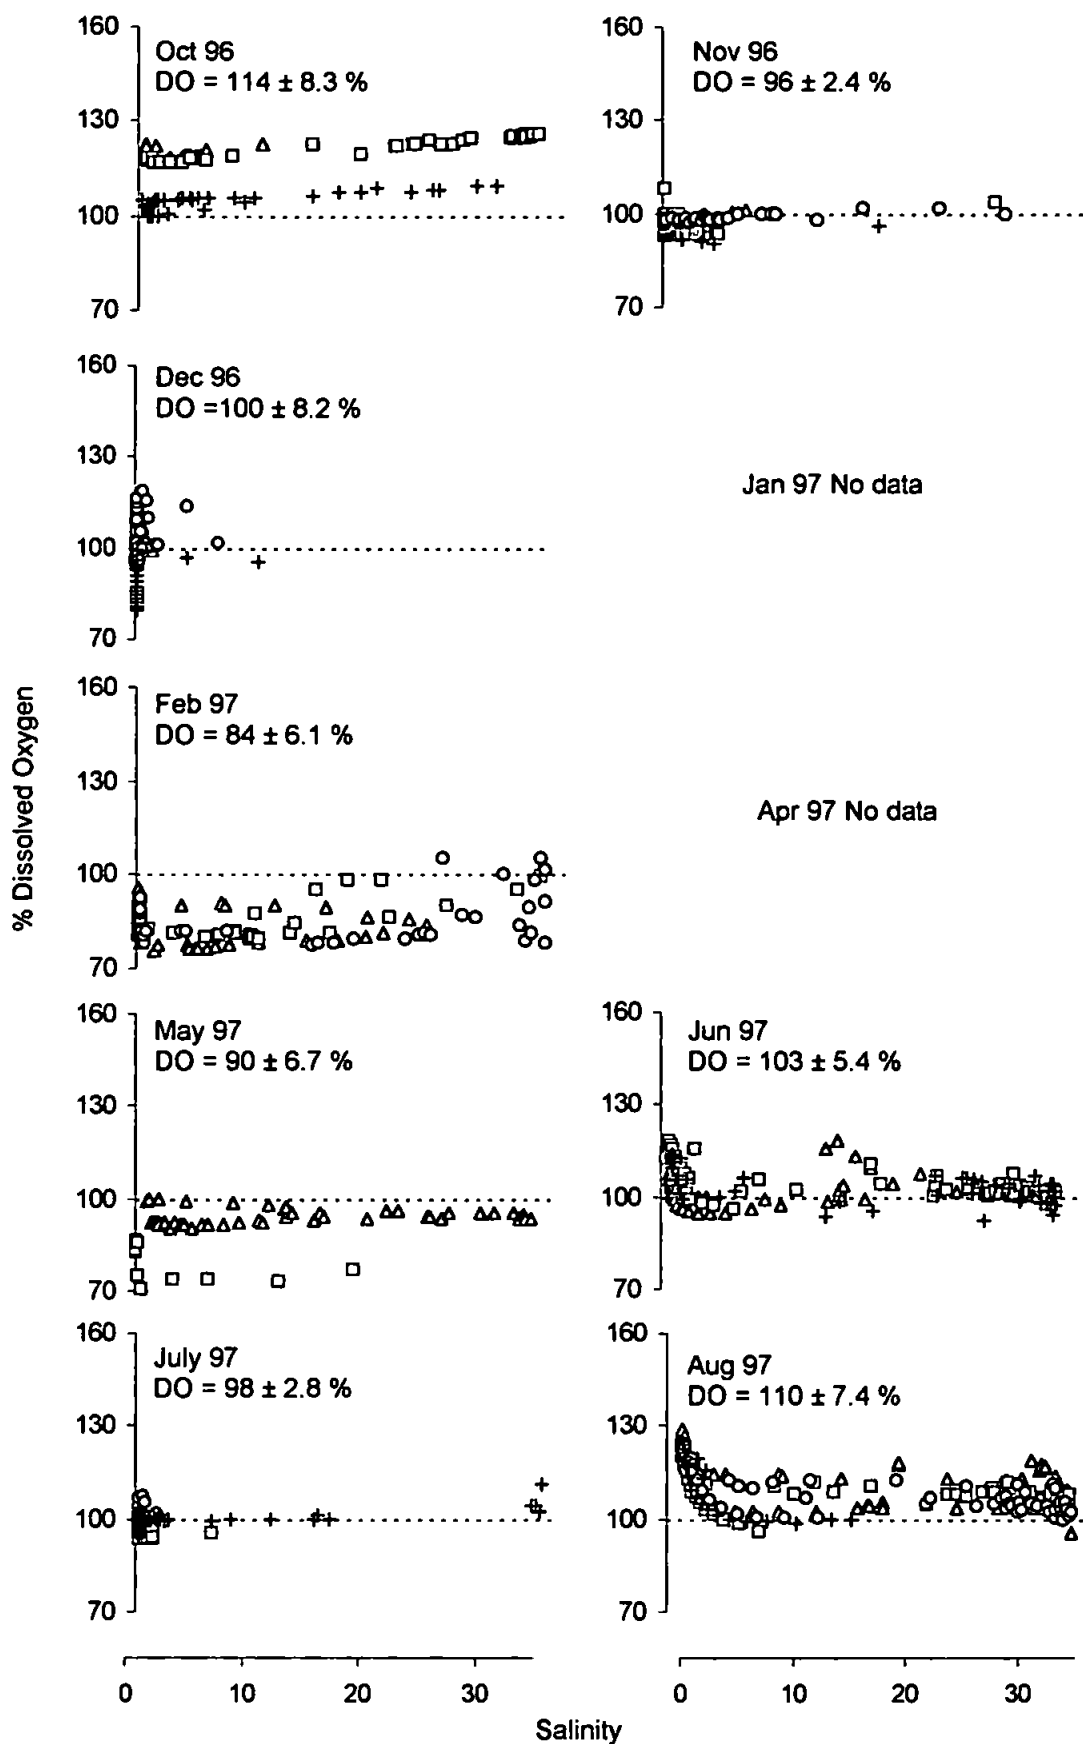 160
130
100
70
Oct 96
DO = 114 ± 8.3 %
160
130
100
70
Nov 96
DO = 96 ± 2.4 %
160
130
100
70
Dec 96
DO =100 ± 8.2 %
Jan 97 No data
% Dissolved Oxygen
160
130
100
70
Feb 97
DO = 84 ± 6.1 %
Apr 97 No data
160
130
100
70
May 97
DO = 90 ± 6.7 %
160
130
100
70
Jun 97
DO = 103 ± 5.4 %
160
130
100
70
July 97
DO = 98 ± 2.8 %
160
130
100
70
Aug 97
DO = 110 ± 7.4 %
0 10 20 30
0 10 20 30
Salinity